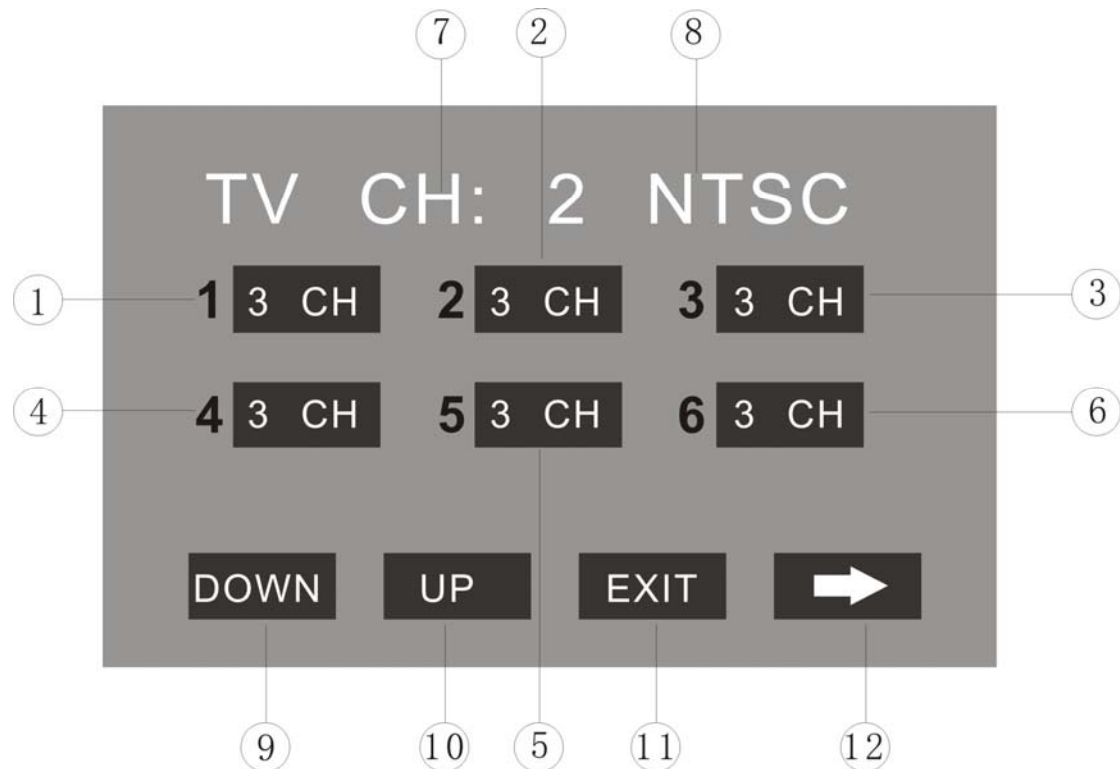 ⑦ ② ⑧
TV CH: 2 NTSC
① 1 3 CH 2 3 CH 3 3 CH ③
④ 4 3 CH 5 3 CH 6 3 CH ⑥
DOWN UP EXIT
⑨ ⑩ ⑤ ⑪ ⑫